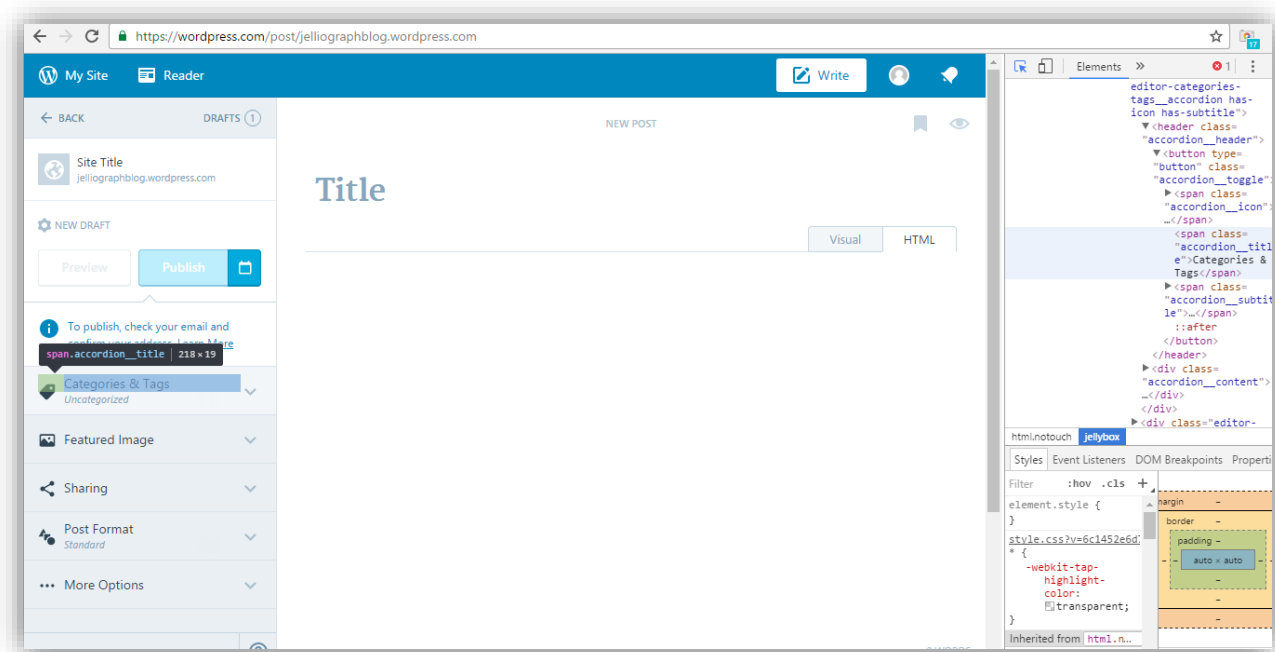 https://wordpress.com/post/jelliographblog.wordpress.com
17
My Site Reader Write
BACK DRAFTS 1
NEW POST
Site Title
jelliographblog.wordpress.com
Title
NEW DRAFT
Visual HTML
Preview Publish
To publish, check your email and
confirm your address. Learn More
span.accordion__title 218×19
Categories & Tags
Uncategorized
Featured Image
Sharing
Post Format
Standard
More Options
0 WORDS
Elements » 1
editor-categories-
tags__accordion has-
icon has-subtitle">
▼<header class=
"accordion__header">
▼<button type=
"button" class=
"accordion__toggle">
▶<span class=
"accordion__icon">
…</span>
<span class=
"accordion__titl
e">Categories &
Tags</span>
▶<span class=
"accordion__subtit
le">…</span>
::after
</button>
</header>
▶<div class=
"accordion__content">
…</div>
</div>
▶<div class="editor-
html.notouch jellybox
Styles Event Listeners DOM Breakpoints Properti
Filter :hov .cls +
element.style {
}
style.css?v=6c1452e6d
* {
-webkit-tap-
highlight-
color:
transparent;
}
Inherited from html.n…
margin –
border –
padding –
– – auto × auto – –
–
–
–